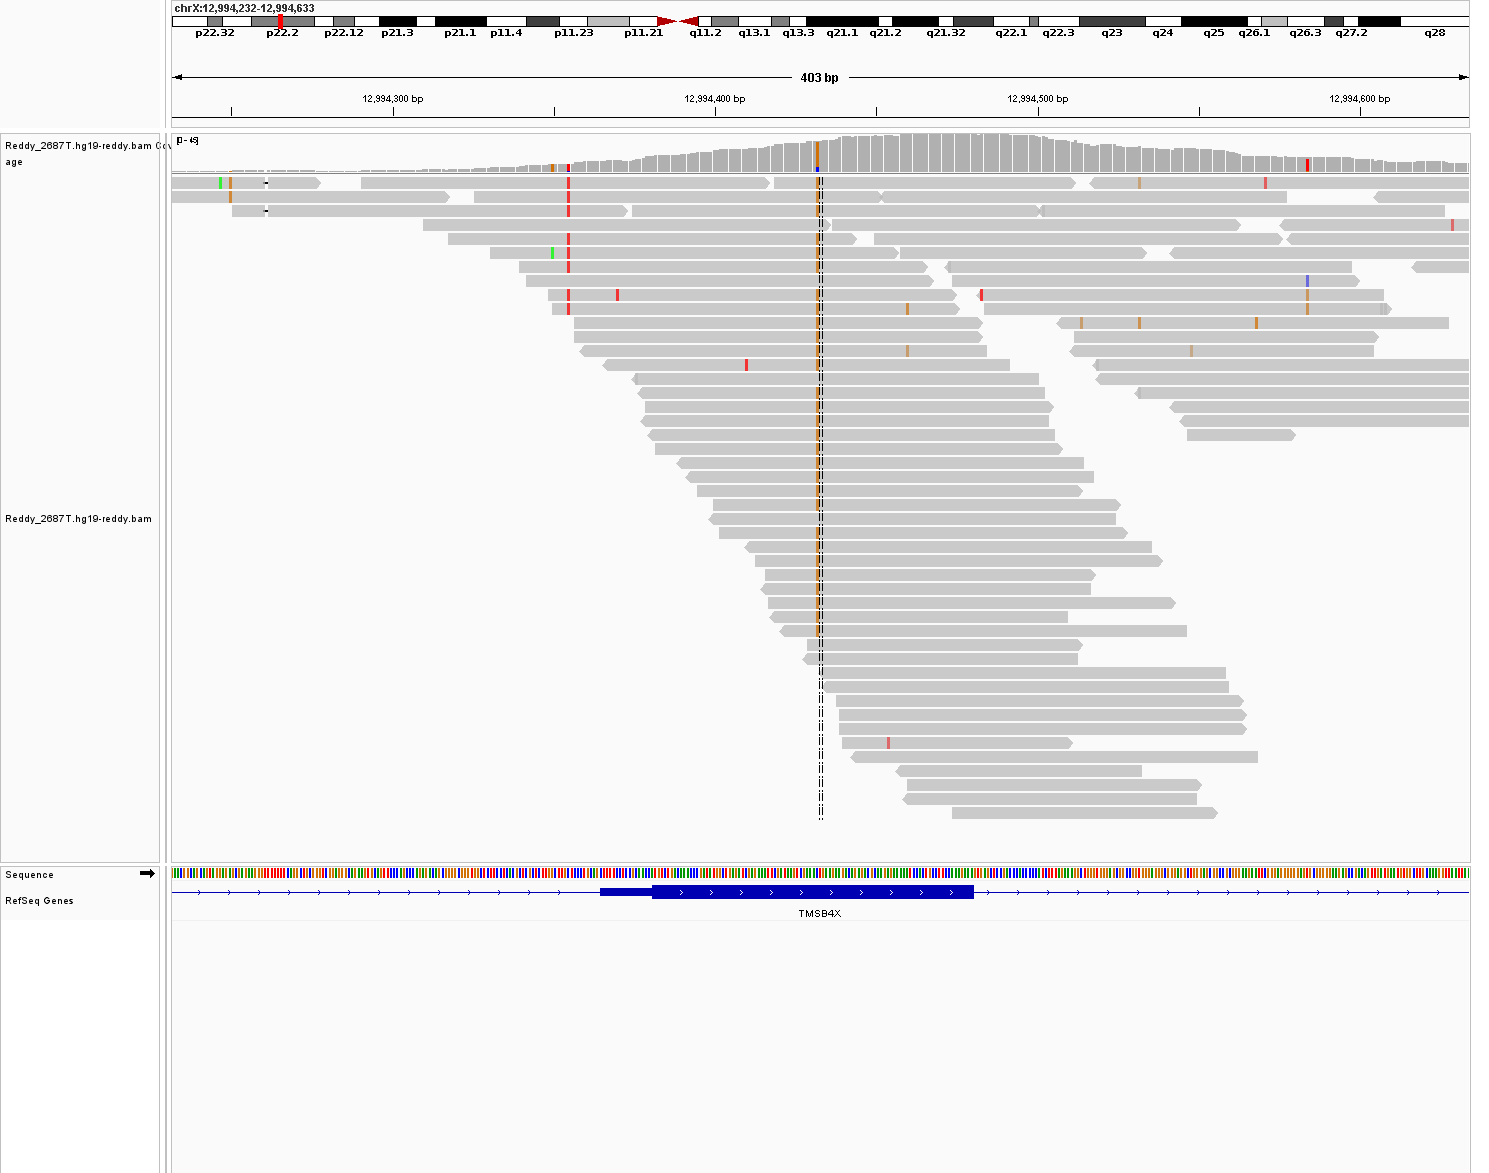 chrX:12,994,232-12,994,633
p22.32 p22.2 p22.12 p21.3 p21.1 p11.4 p11.23 p11.21 q11.2 q13.1 q13.3 q21.1 q21.2 q21.32 q22.1 q22.3 q23 q24 q25 q26.1 q26.3 q27.2 q28
403 bp
12,994,300 bp 12,994,400 bp 12,994,500 bp 12,994,600 bp
[0 - 45]
Reddy_2687T.hg19-reddy.bam Cov
age
Reddy_2687T.hg19-reddy.bam
Sequence
RefSeq Genes
TMSB4X